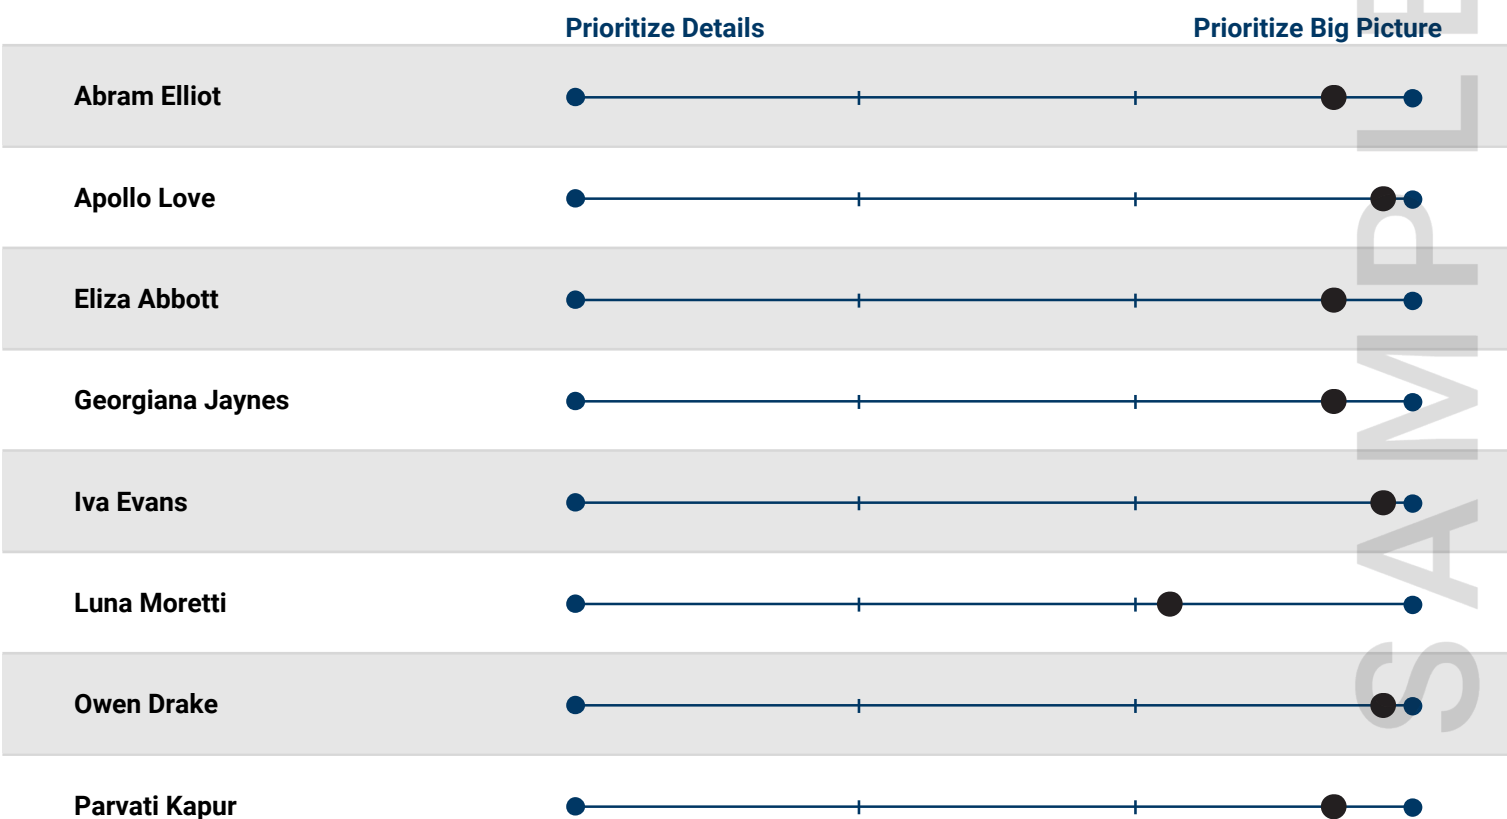 Prioritize Details Prioritize Big Picture
Abram Elliot
Apollo Love
Eliza Abbott
Georgiana Jaynes
Iva Evans
Luna Moretti
Owen Drake
Parvati Kapur
SAMPLE